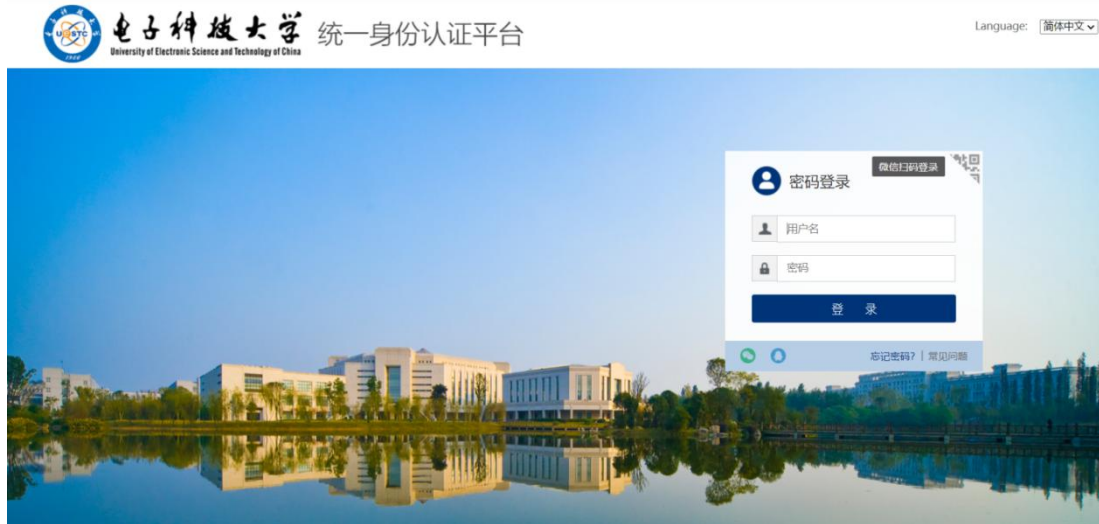 电子科技大学
University of Electronic Science and Technology of China
统一身份认证平台
Language: 简体中文
UESTC
1956
密码登录
微信扫码登录
用户名
密码
登 录
忘记密码? | 常见问题